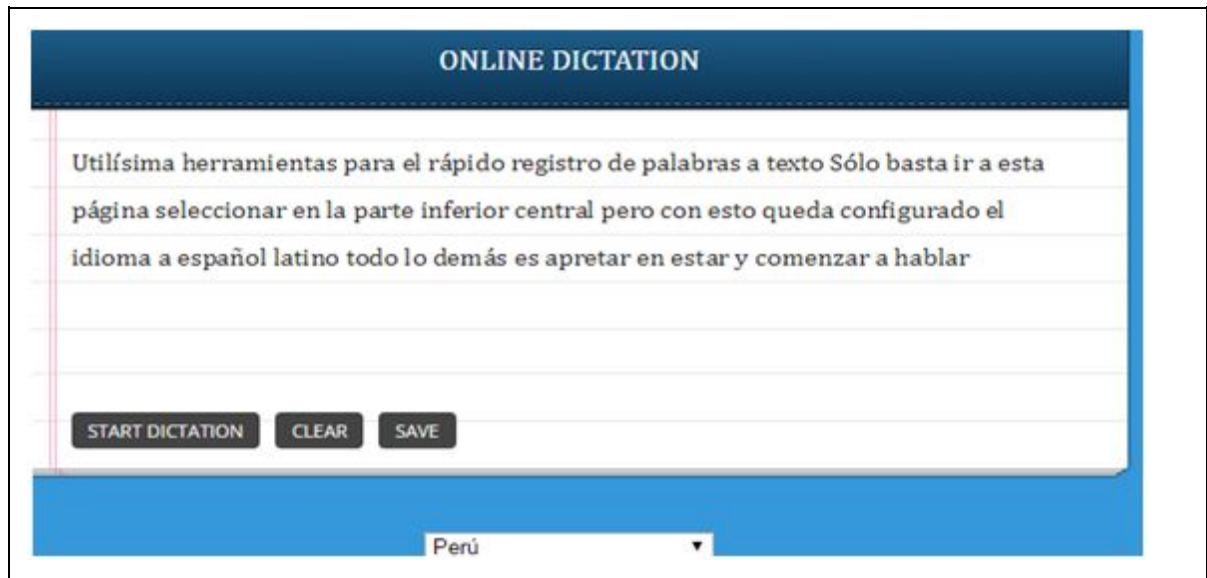 ONLINE DICTATION
Utilísima herramientas para el rápido registro de palabras a texto Sólo basta ir a esta
página seleccionar en la parte inferior central pero con esto queda configurado el
idioma a español latino todo lo demás es apretar en estar y comenzar a hablar
START DICTATION CLEAR SAVE
Perú